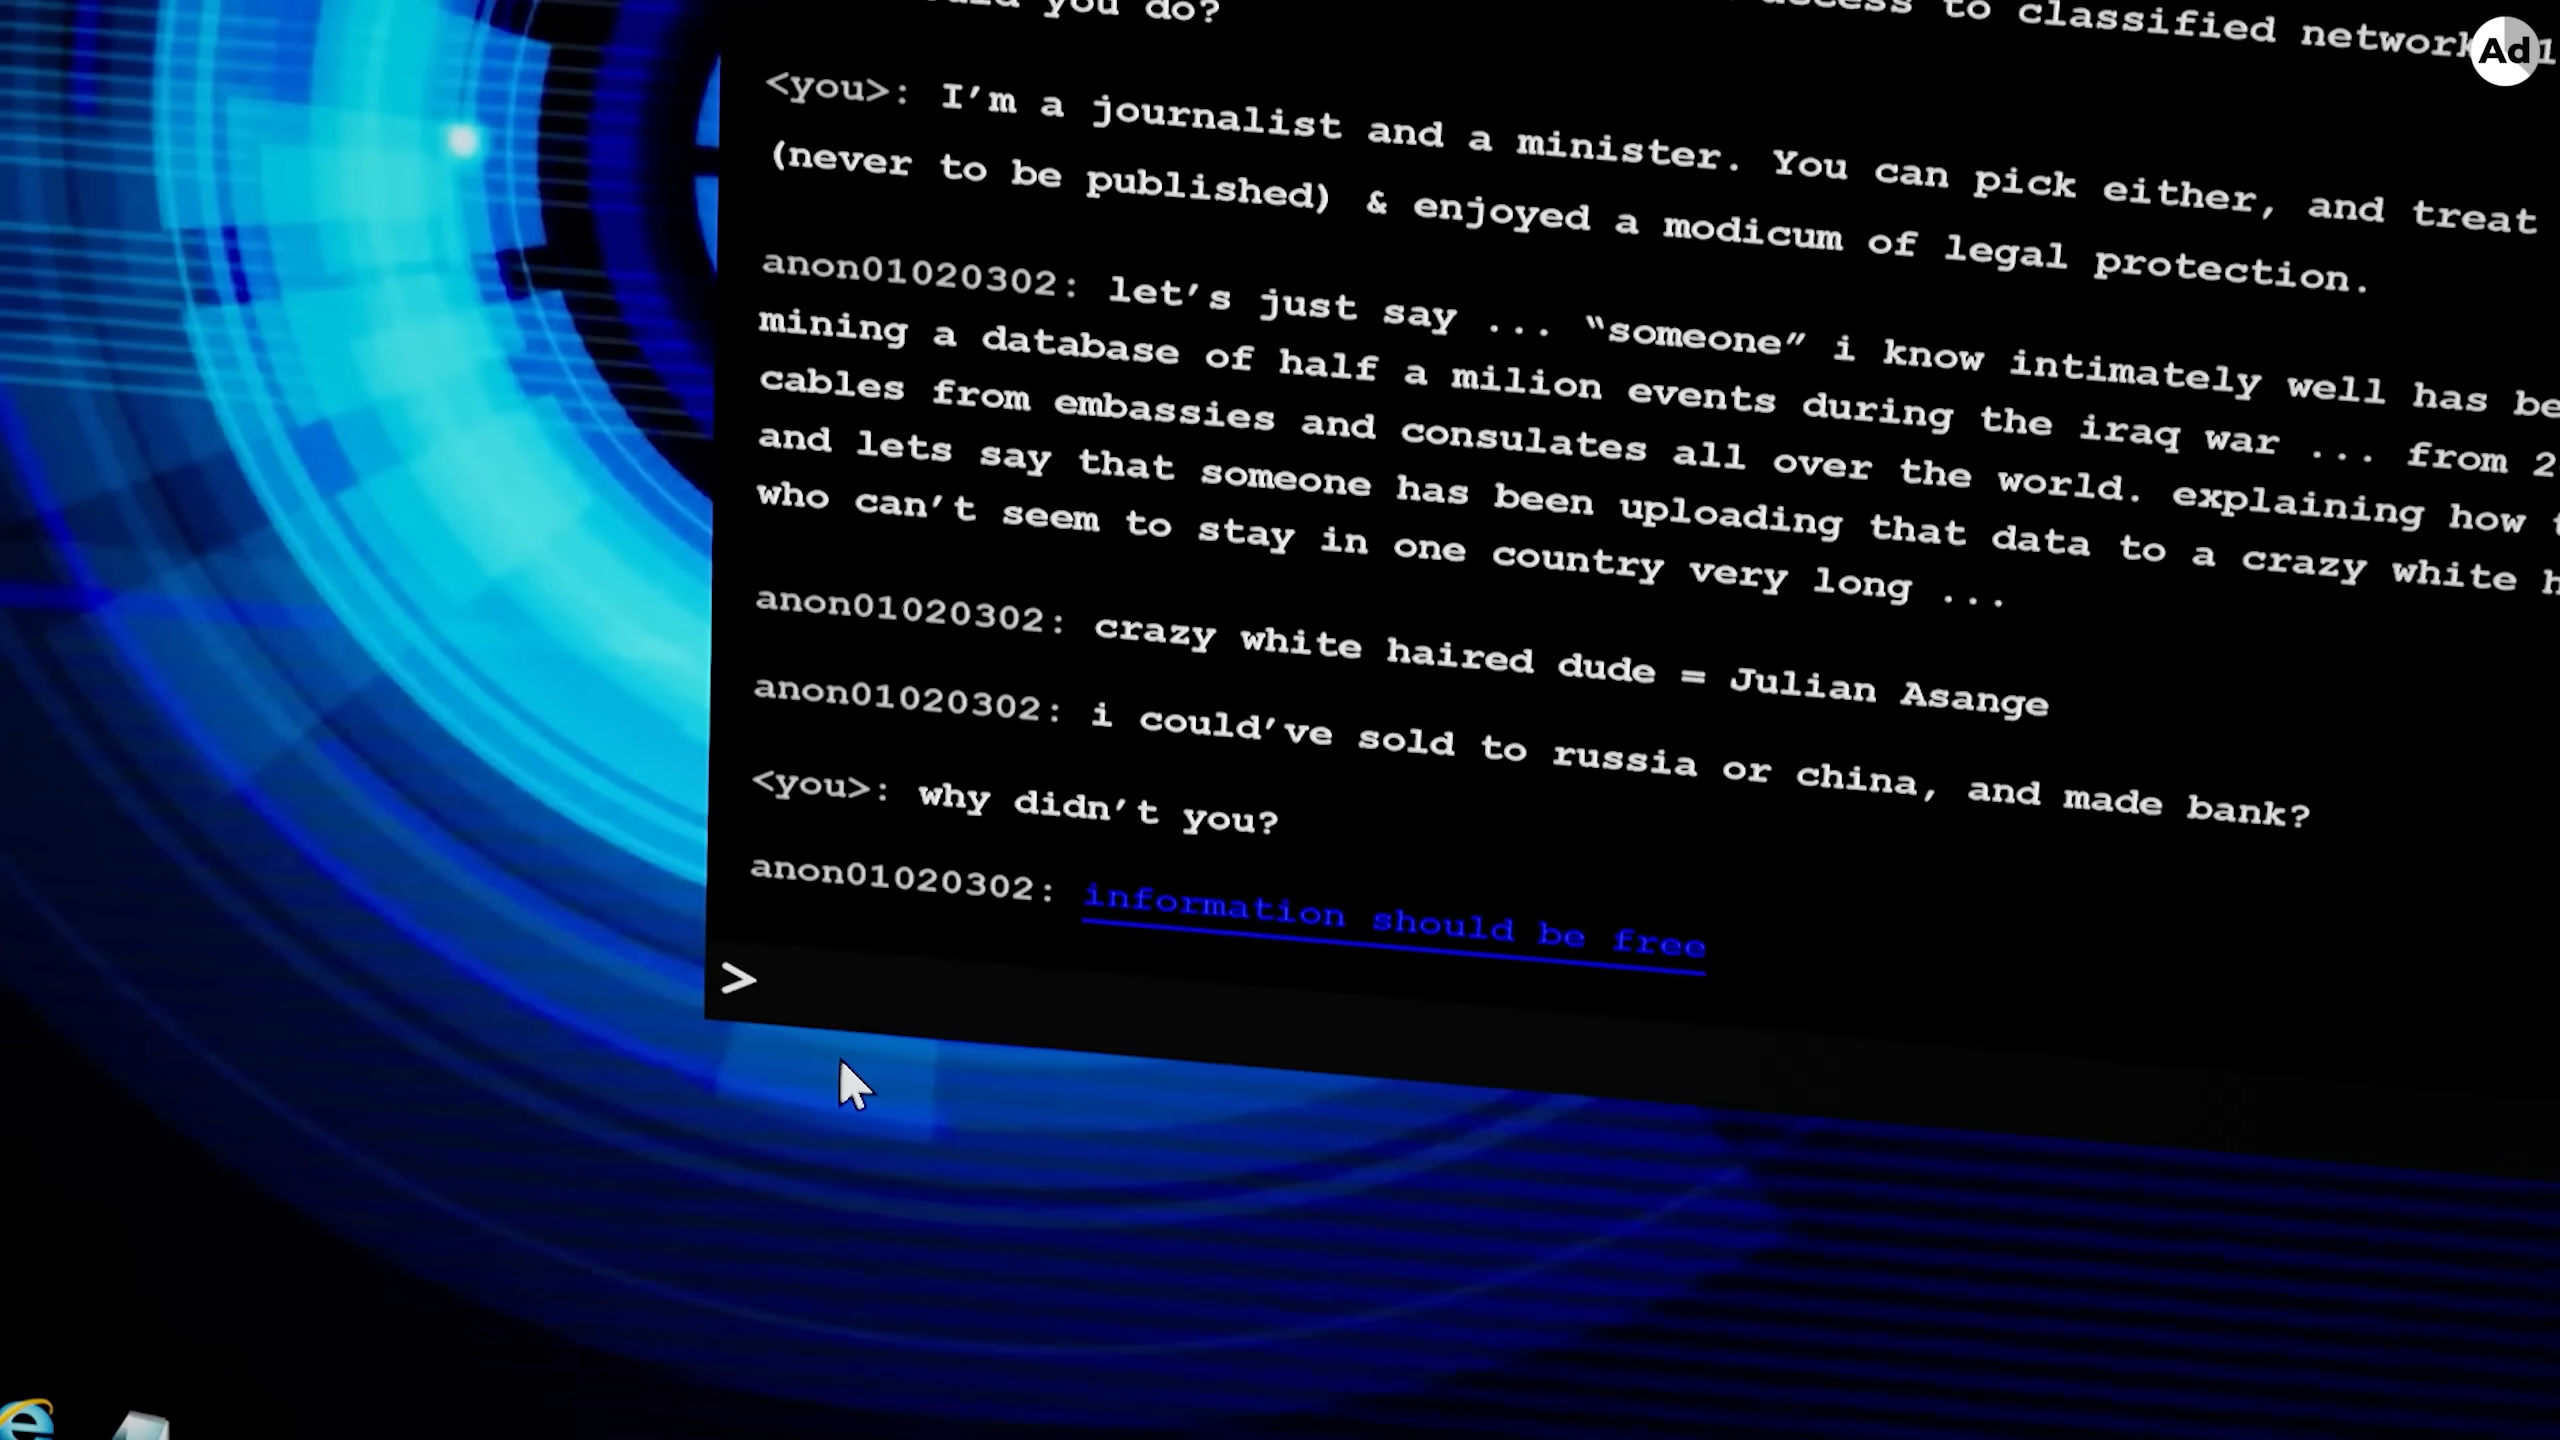 you do?
to classified network
Ad
<you>: I'm a journalist and a minister. You can pick either, and treat
(never to be published) & enjoyed a modicum of legal protection.
anon01020302: let's just say ... “someone” i know intimately well has be
mining a database of half a milion events during the iraq war ... from 2
cables from embassies and consulates all over the world. explaining how
and lets say that someone has been uploading that data to a crazy white h
who can't seem to stay in one country very long ...
anon01020302: crazy white haired dude = Julian Asange
anon01020302: i could've sold to russia or china, and made bank?
<you>: why didn't you?
anon01020302: information should be free
>